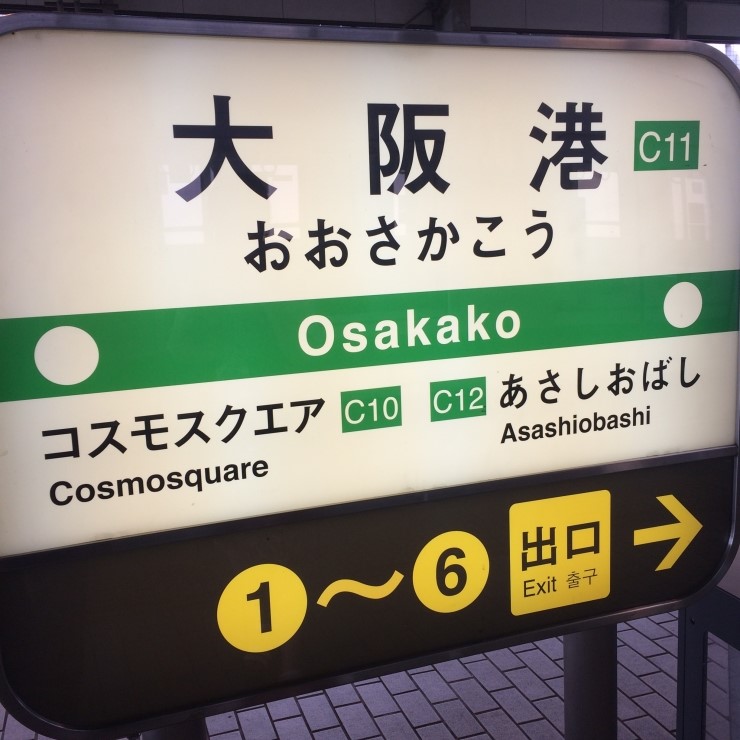 大阪港 C11
おおさかこう
Osakako
コスモスクエア C10 C12 あさしおばし
Cosmosquare Asashiobashi
1～6 出口 →
Exit 출구